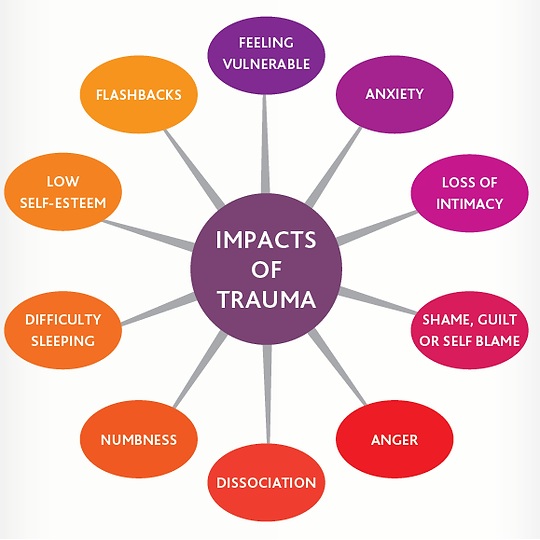 IMPACTS
OF
TRAUMA
FEELING
VULNERABLE
ANXIETY
LOSS OF
INTIMACY
SHAME, GUILT
OR SELF BLAME
ANGER
DISSOCIATION
NUMBNESS
DIFFICULTY
SLEEPING
LOW
SELF-ESTEEM
FLASHBACKS